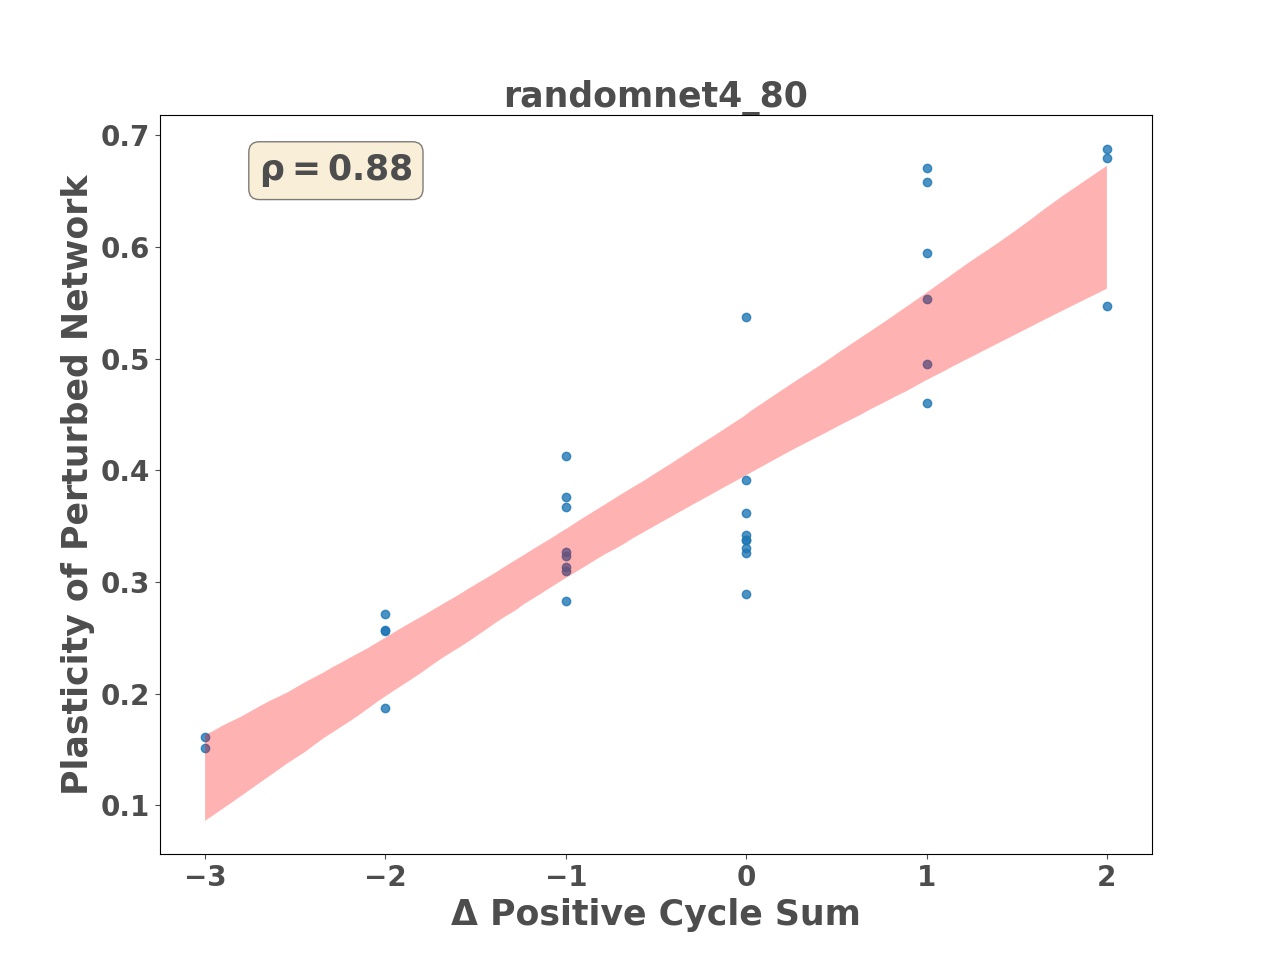 randomnet4_80
ρ = 0.88
Plasticity of Perturbed Network
0.7
0.6
0.5
0.4
0.3
0.2
0.1
−3 −2 −1 0 1 2
Δ Positive Cycle Sum